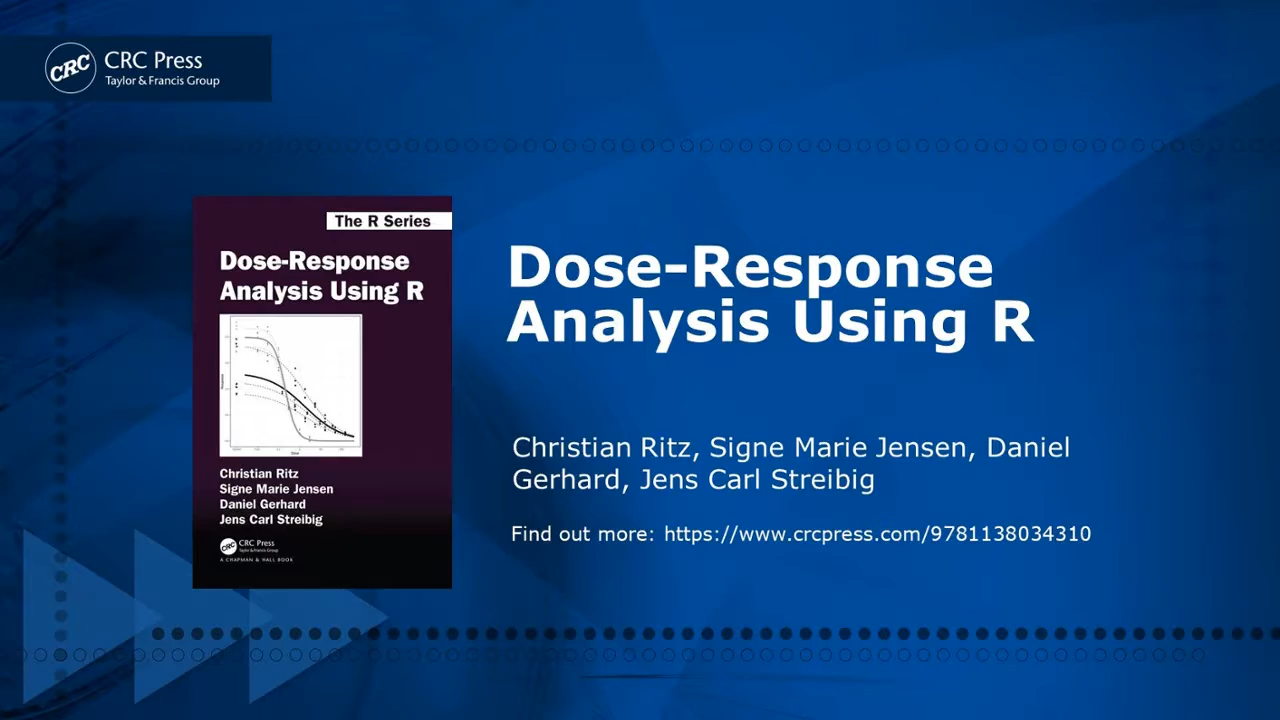 CRC
CRC Press
Taylor & Francis Group
The R Series
Dose-Response
Analysis Using R
Christian Ritz
Signe Marie Jensen
Daniel Gerhard
Jens Carl Streibig
CRC
CRC Press
Taylor & Francis Group
A CHAPMAN & HALL BOOK
Dose-Response
Analysis Using R
Christian Ritz, Signe Marie Jensen, Daniel
Gerhard, Jens Carl Streibig
Find out more: https://www.crcpress.com/9781138034310